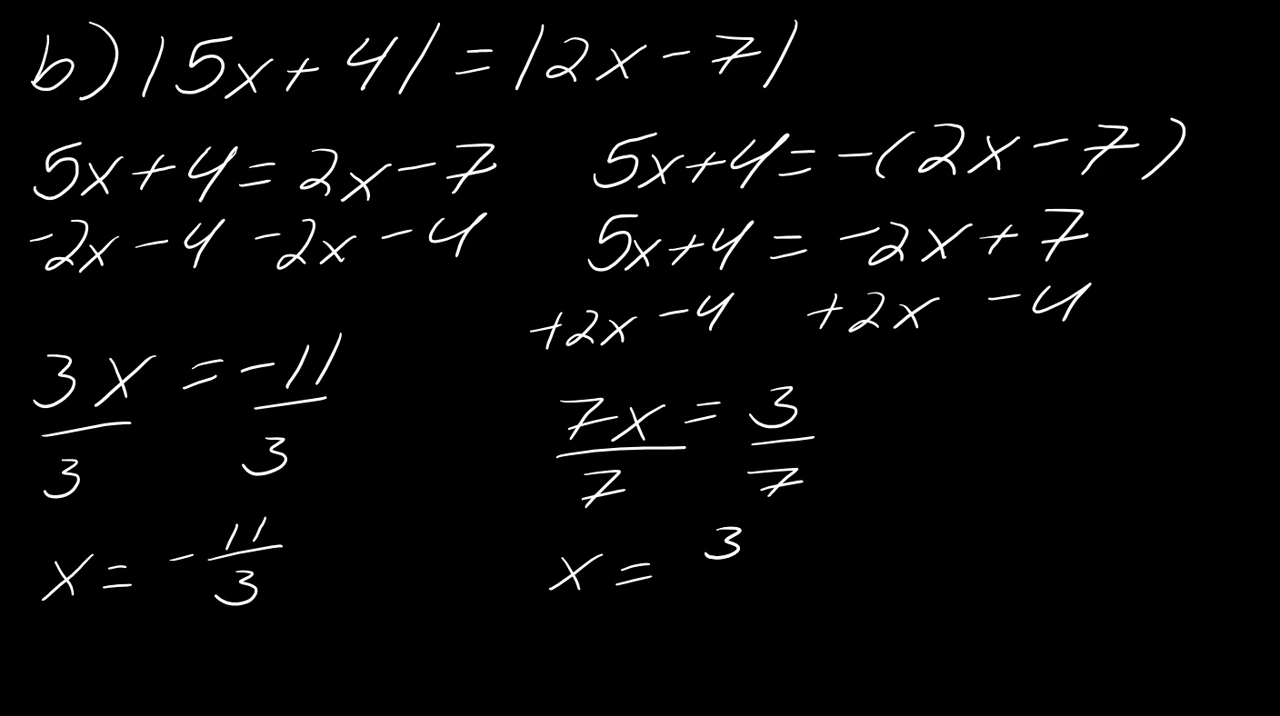 b) |5x+4| = |2x-7|
5x+4=2x-7
-2x-4 -2x-4
3x = -11
3 3
x = -11/3
5x+4=-(2x-7)
5x+4 = -2x+7
+2x-4 +2x -4
7x = 3
7 7
x = 3